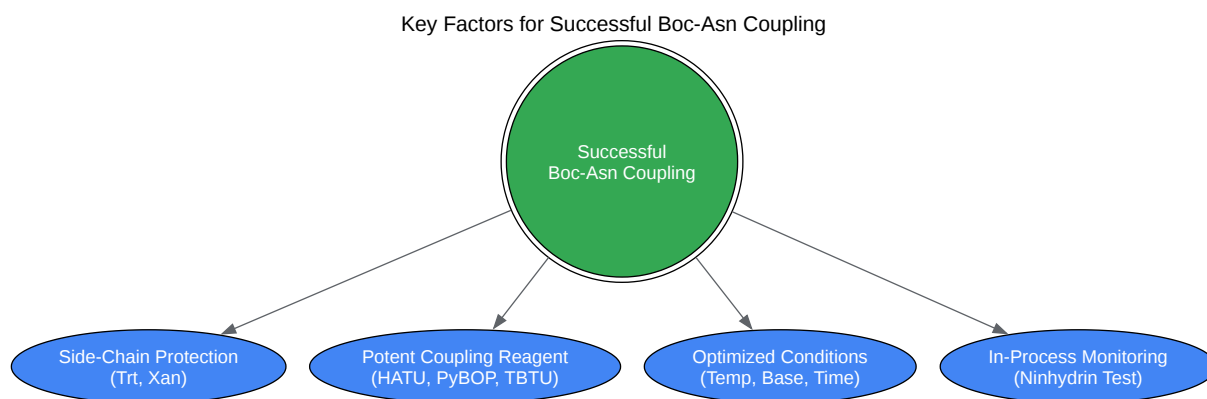 Key Factors for Successful Boc-Asn Coupling
Successful
Boc-Asn Coupling
Side-Chain Protection
(Trt, Xan)
Potent Coupling Reagent
(HATU, PyBOP, TBTU)
Optimized Conditions
(Temp, Base, Time)
In-Process Monitoring
(Ninhydrin Test)